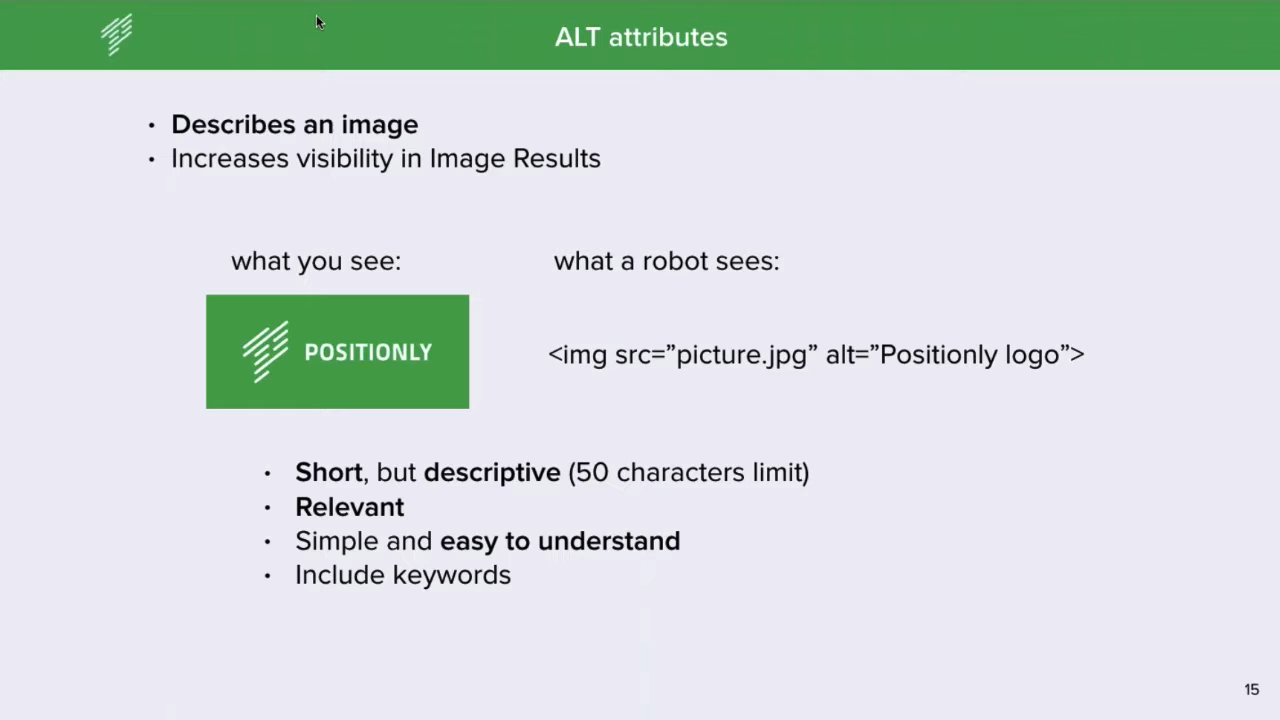 ALT attributes
• Describes an image
• Increases visibility in Image Results
what you see:
what a robot sees:
POSITIONLY
<img src=”picture.jpg” alt=”Positionly logo”>
• Short, but descriptive (50 characters limit)
• Relevant
• Simple and easy to understand
• Include keywords
15